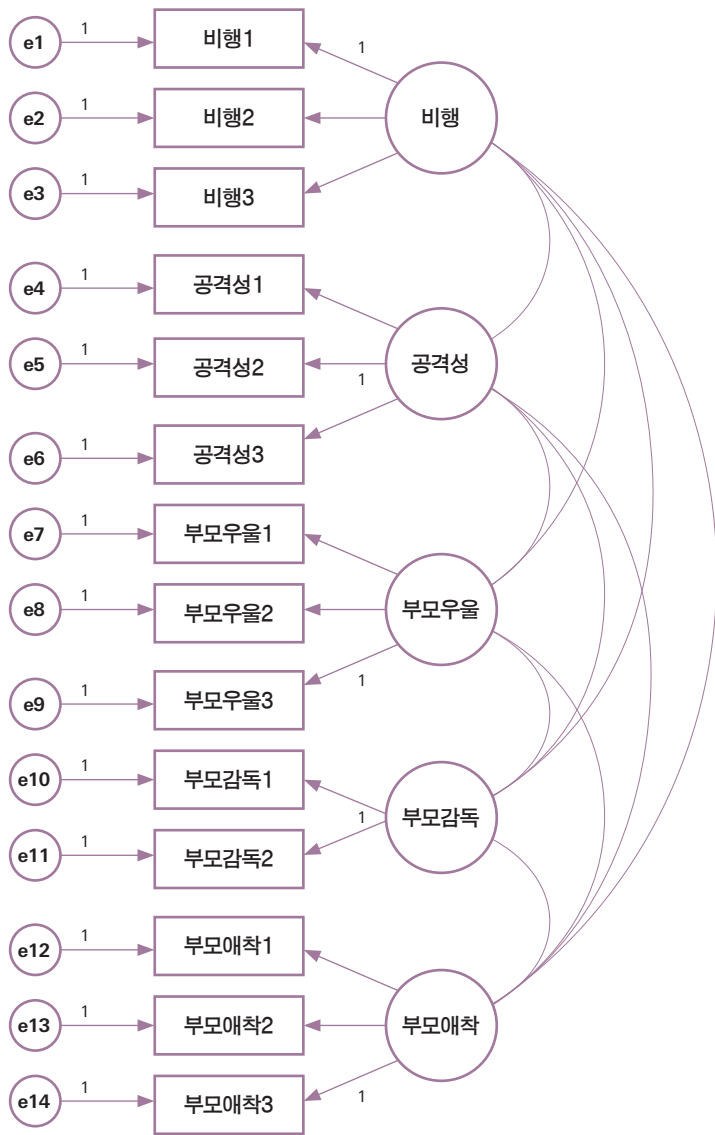 e1
1
비행1
1
e2
1
비행2
비행
e3
1
비행3
e4
1
공격성1
e5
1
공격성2
1
공격성
e6
1
공격성3
e7
1
부모우울1
e8
1
부모우울2
부모우울
e9
1
부모우울3
1
e10
1
부모감독1
1
부모감독
e11
1
부모감독2
e12
1
부모애착1
e13
1
부모애착2
부모애착
e14
1
부모애착3
1